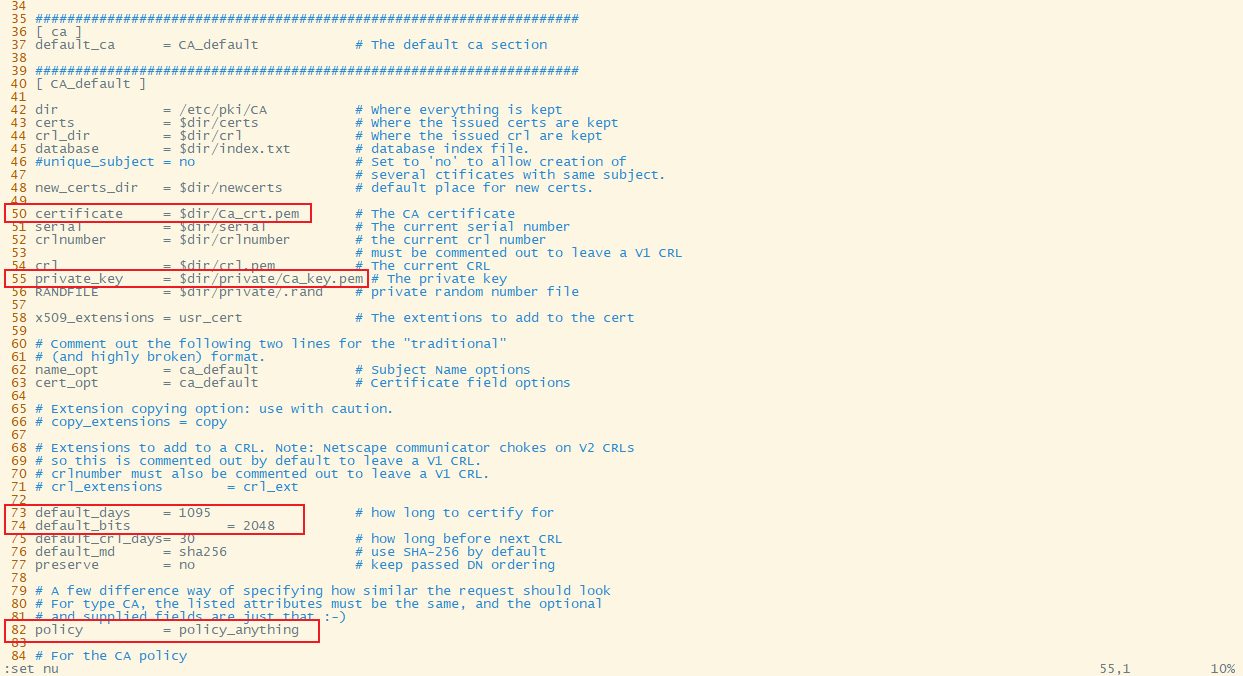 34
35 ####################################################################
36 [ ca ]
37 default_ca      = CA_default            # The default ca section
38
39 ####################################################################
40 [ CA_default ]
41
42 dir             = /etc/pki/CA           # Where everything is kept
43 certs           = $dir/certs            # Where the issued certs are kept
44 crl_dir         = $dir/crl              # Where the issued crl are kept
45 database        = $dir/index.txt        # database index file.
46 #unique_subject = no                    # Set to 'no' to allow creation of
47                                         # several ctificates with same subject.
48 new_certs_dir   = $dir/newcerts         # default place for new certs.
49
50 certificate     = $dir/Ca_crt.pem       # The CA certificate
51 serial          = $dir/serial           # The current serial number
52 crlnumber       = $dir/crlnumber        # the current crl number
53                                         # must be commented out to leave a V1 CRL
54 crl             = $dir/crl.pem          # The current CRL
55 private_key     = $dir/private/Ca_key.pem # The private key
56 RANDFILE        = $dir/private/.rand    # private random number file
57
58 x509_extensions = usr_cert              # The extentions to add to the cert
59
60 # Comment out the following two lines for the "traditional"
61 # (and highly broken) format.
62 name_opt        = ca_default            # Subject Name options
63 cert_opt        = ca_default            # Certificate field options
64
65 # Extension copying option: use with caution.
66 # copy_extensions = copy
67
68 # Extensions to add to a CRL. Note: Netscape communicator chokes on V2 CRLs
69 # so this is commented out by default to leave a V1 CRL.
70 # crlnumber must also be commented out to leave a V1 CRL.
71 # crl_extensions        = crl_ext
72
73 default_days    = 1095                  # how long to certify for
74 default_bits            = 2048
75 default_crl_days= 30                    # how long before next CRL
76 default_md      = sha256                # use SHA-256 by default
77 preserve        = no                    # keep passed DN ordering
78
79 # A few difference way of specifying how similar the request should look
80 # For type CA, the listed attributes must be the same, and the optional
81 # and supplied fields are just that :-)
82 policy          = policy_anything
83
84 # For the CA policy
:set nu                                                                 55,1          10%